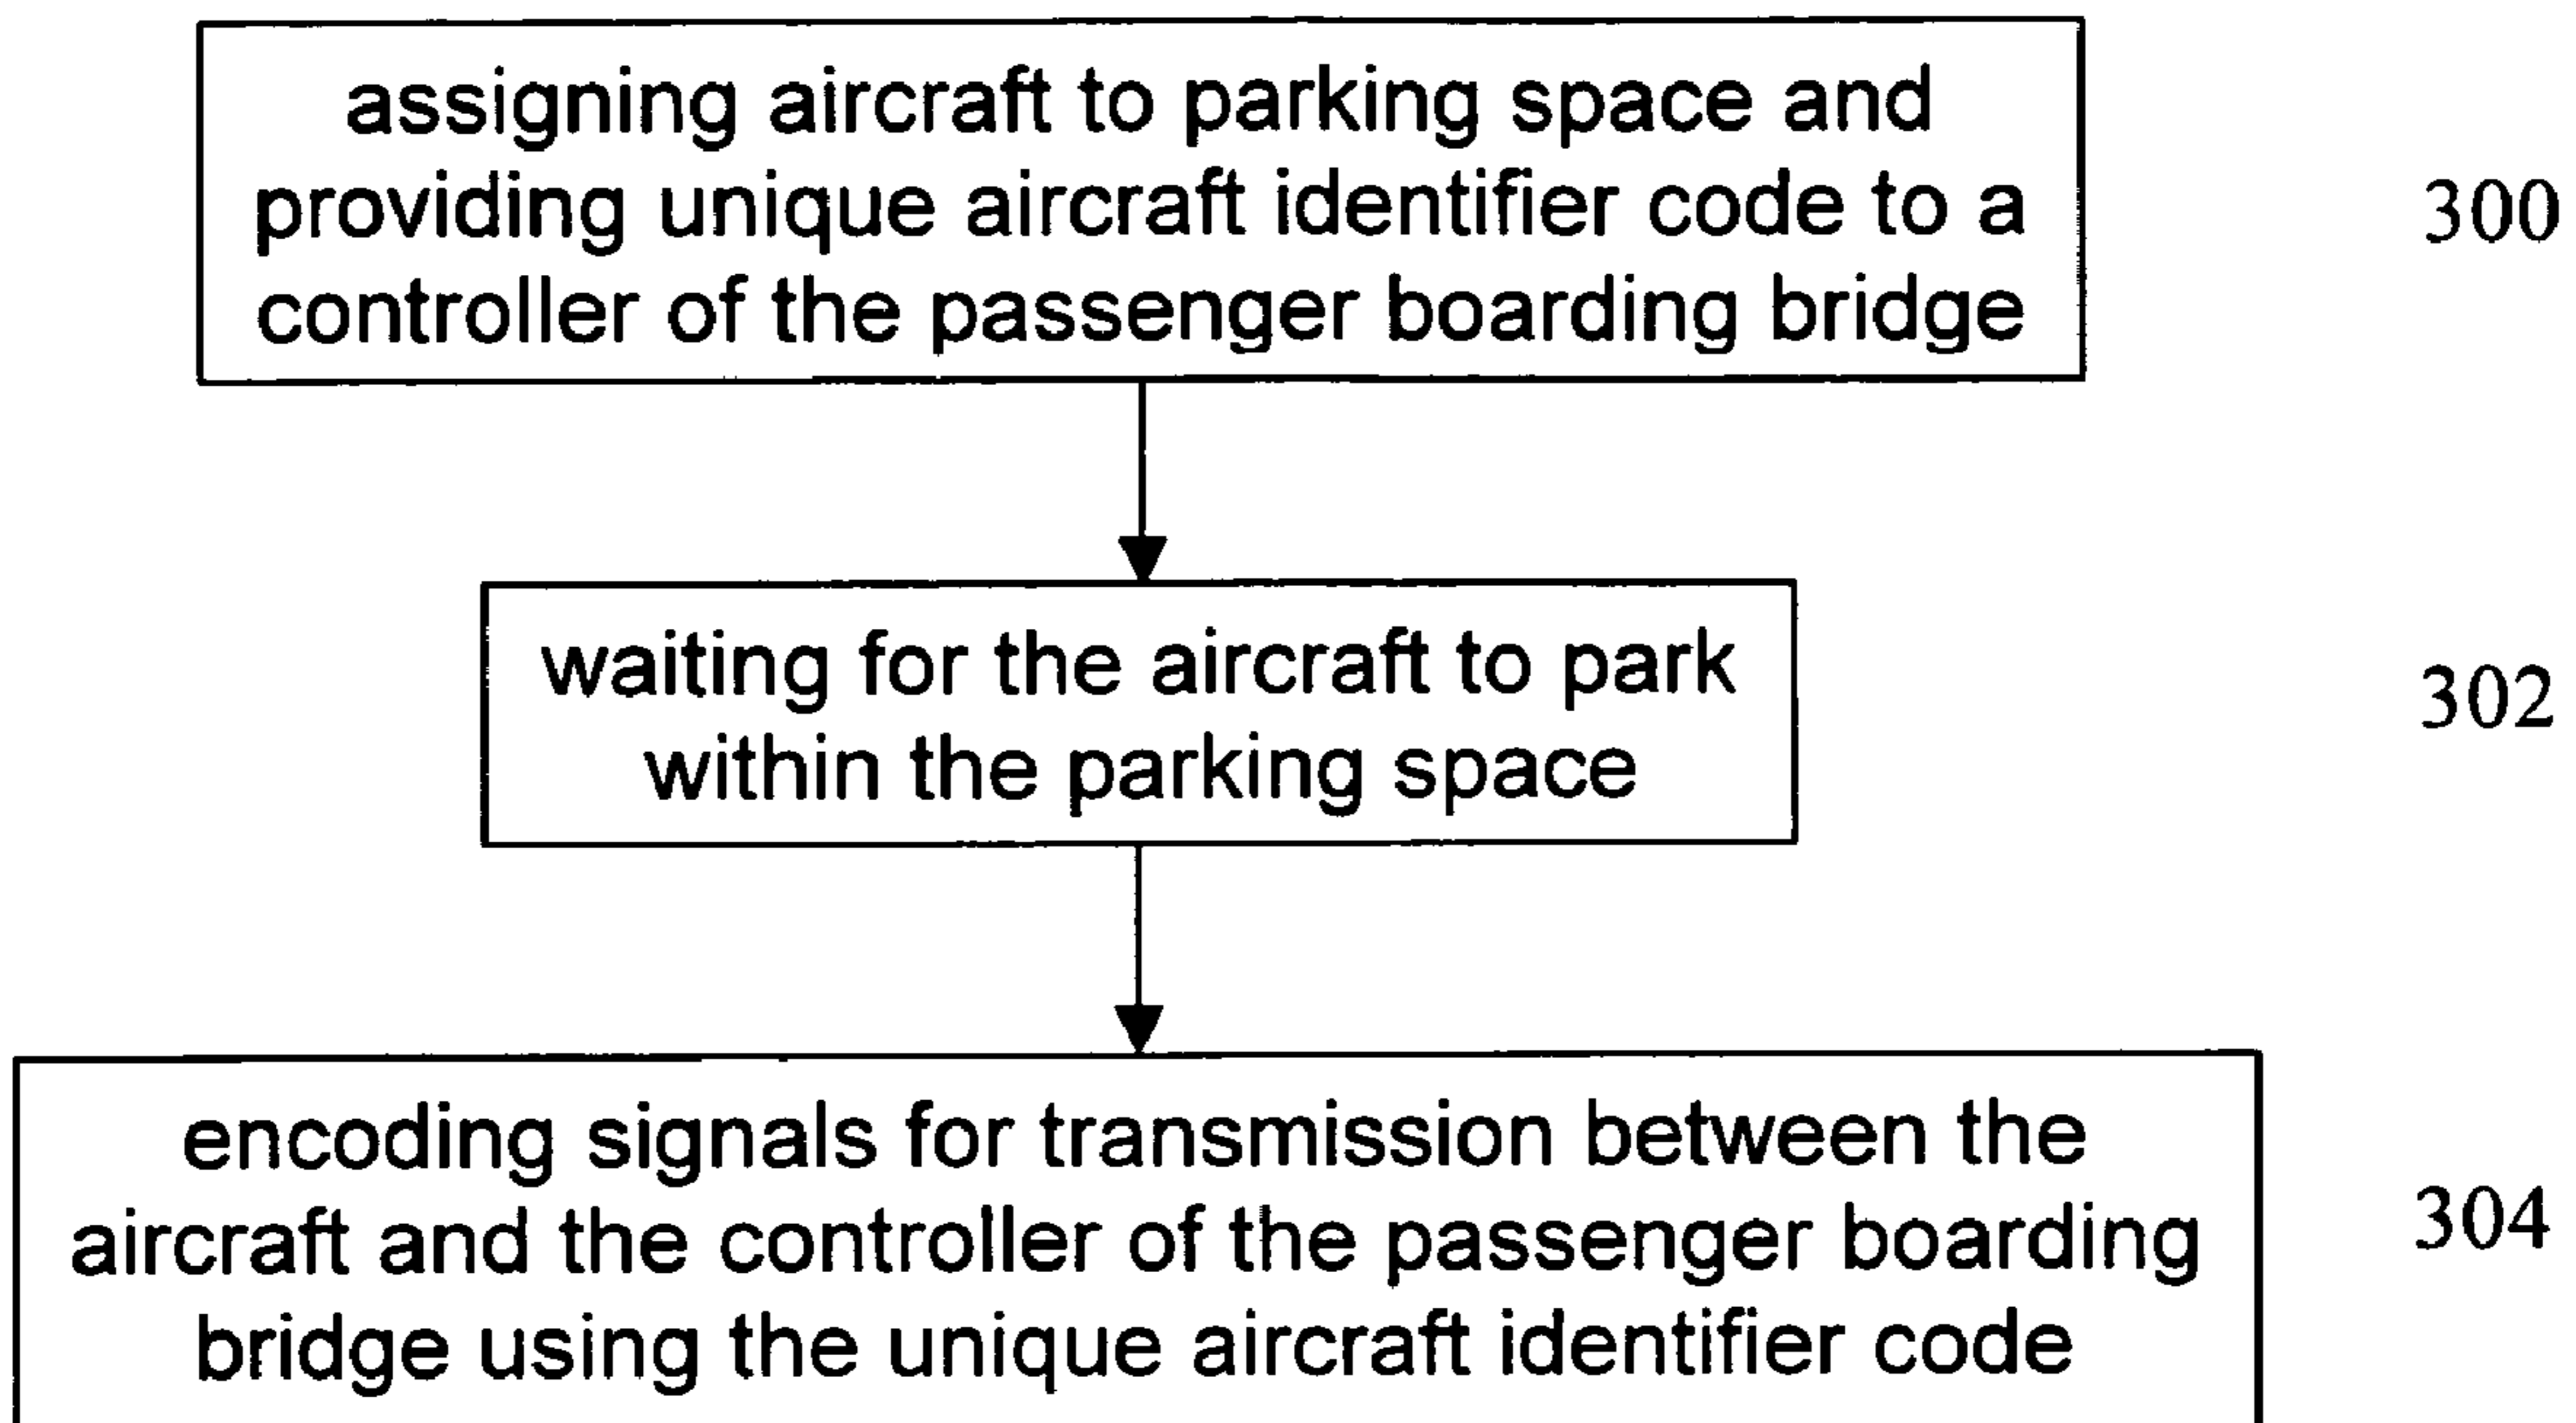 assigning aircraft to parking space and
providing unique aircraft identifier code to a
controller of the passenger boarding bridge
300
waiting for the aircraft to park
within the parking space
302
encoding signals for transmission between the
aircraft and the controller of the passenger boarding
bridge using the unique aircraft identifier code
304